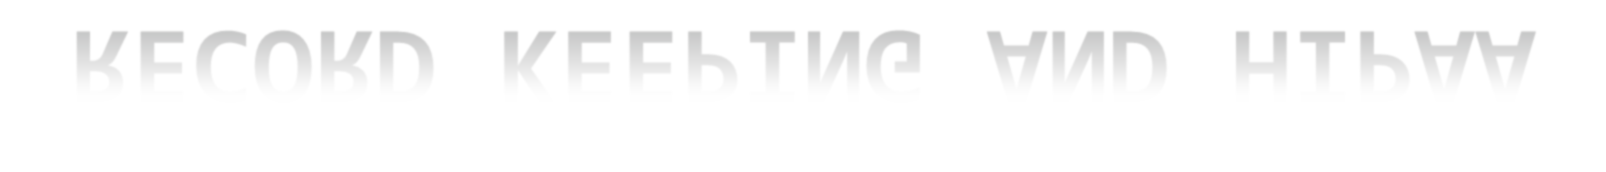 RECORD KEEPING AND HIPAA